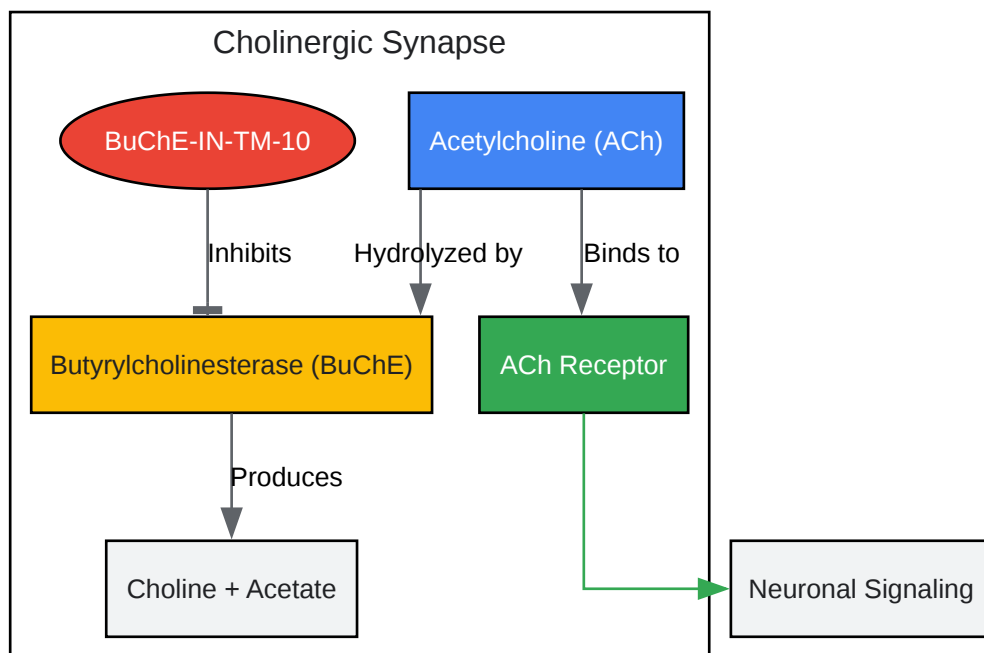 Cholinergic Synapse
BuChE-IN-TM-10
Acetylcholine (ACh)
Inhibits
Hydrolyzed by
Binds to
Butyrylcholinesterase (BuChE)
ACh Receptor
Produces
Choline + Acetate
Neuronal Signaling